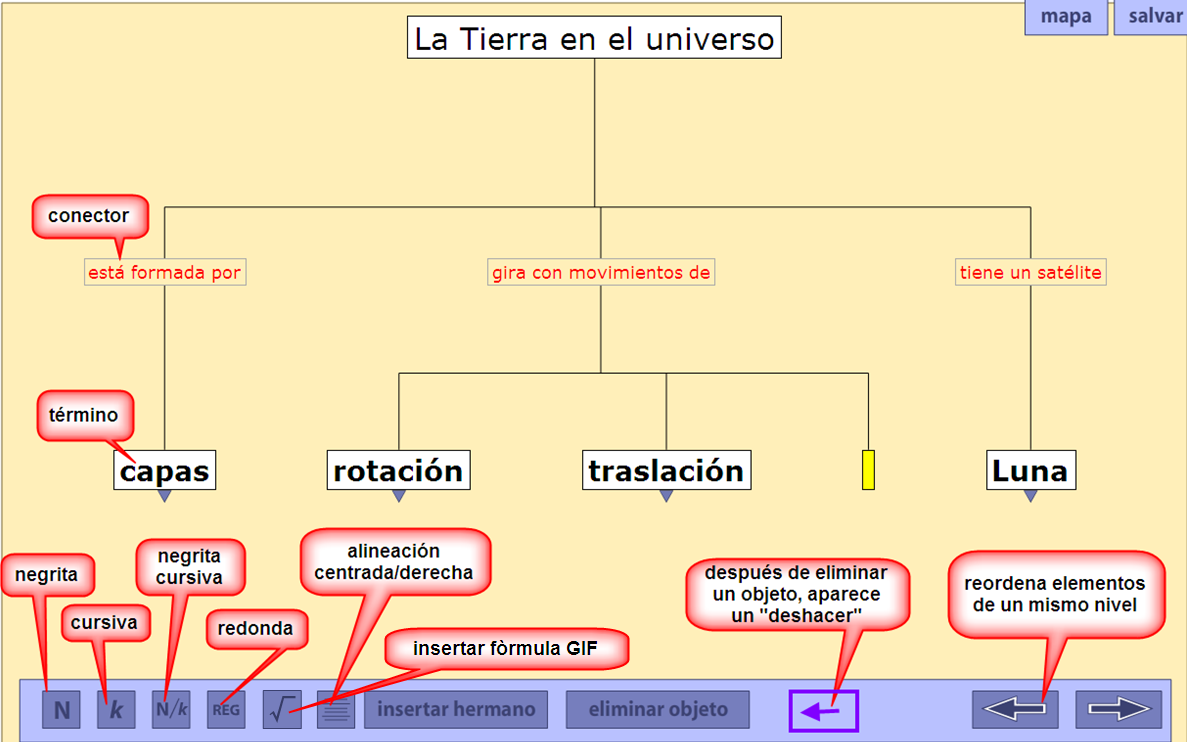 mapa
salvar
La Tierra en el universo
conector
está formada por
gira con movimientos de
tiene un satélite
término
capas
rotación
traslación
Luna
negrita
cursiva
negrita
cursiva
redonda
alineación
centrada/derecha
insertar fòrmula GIF
después de eliminar
un objeto, aparece
un "deshacer"
reordena elementos
de un mismo nivel
N
k
N/k
REG
√
insertar hermano
eliminar objeto